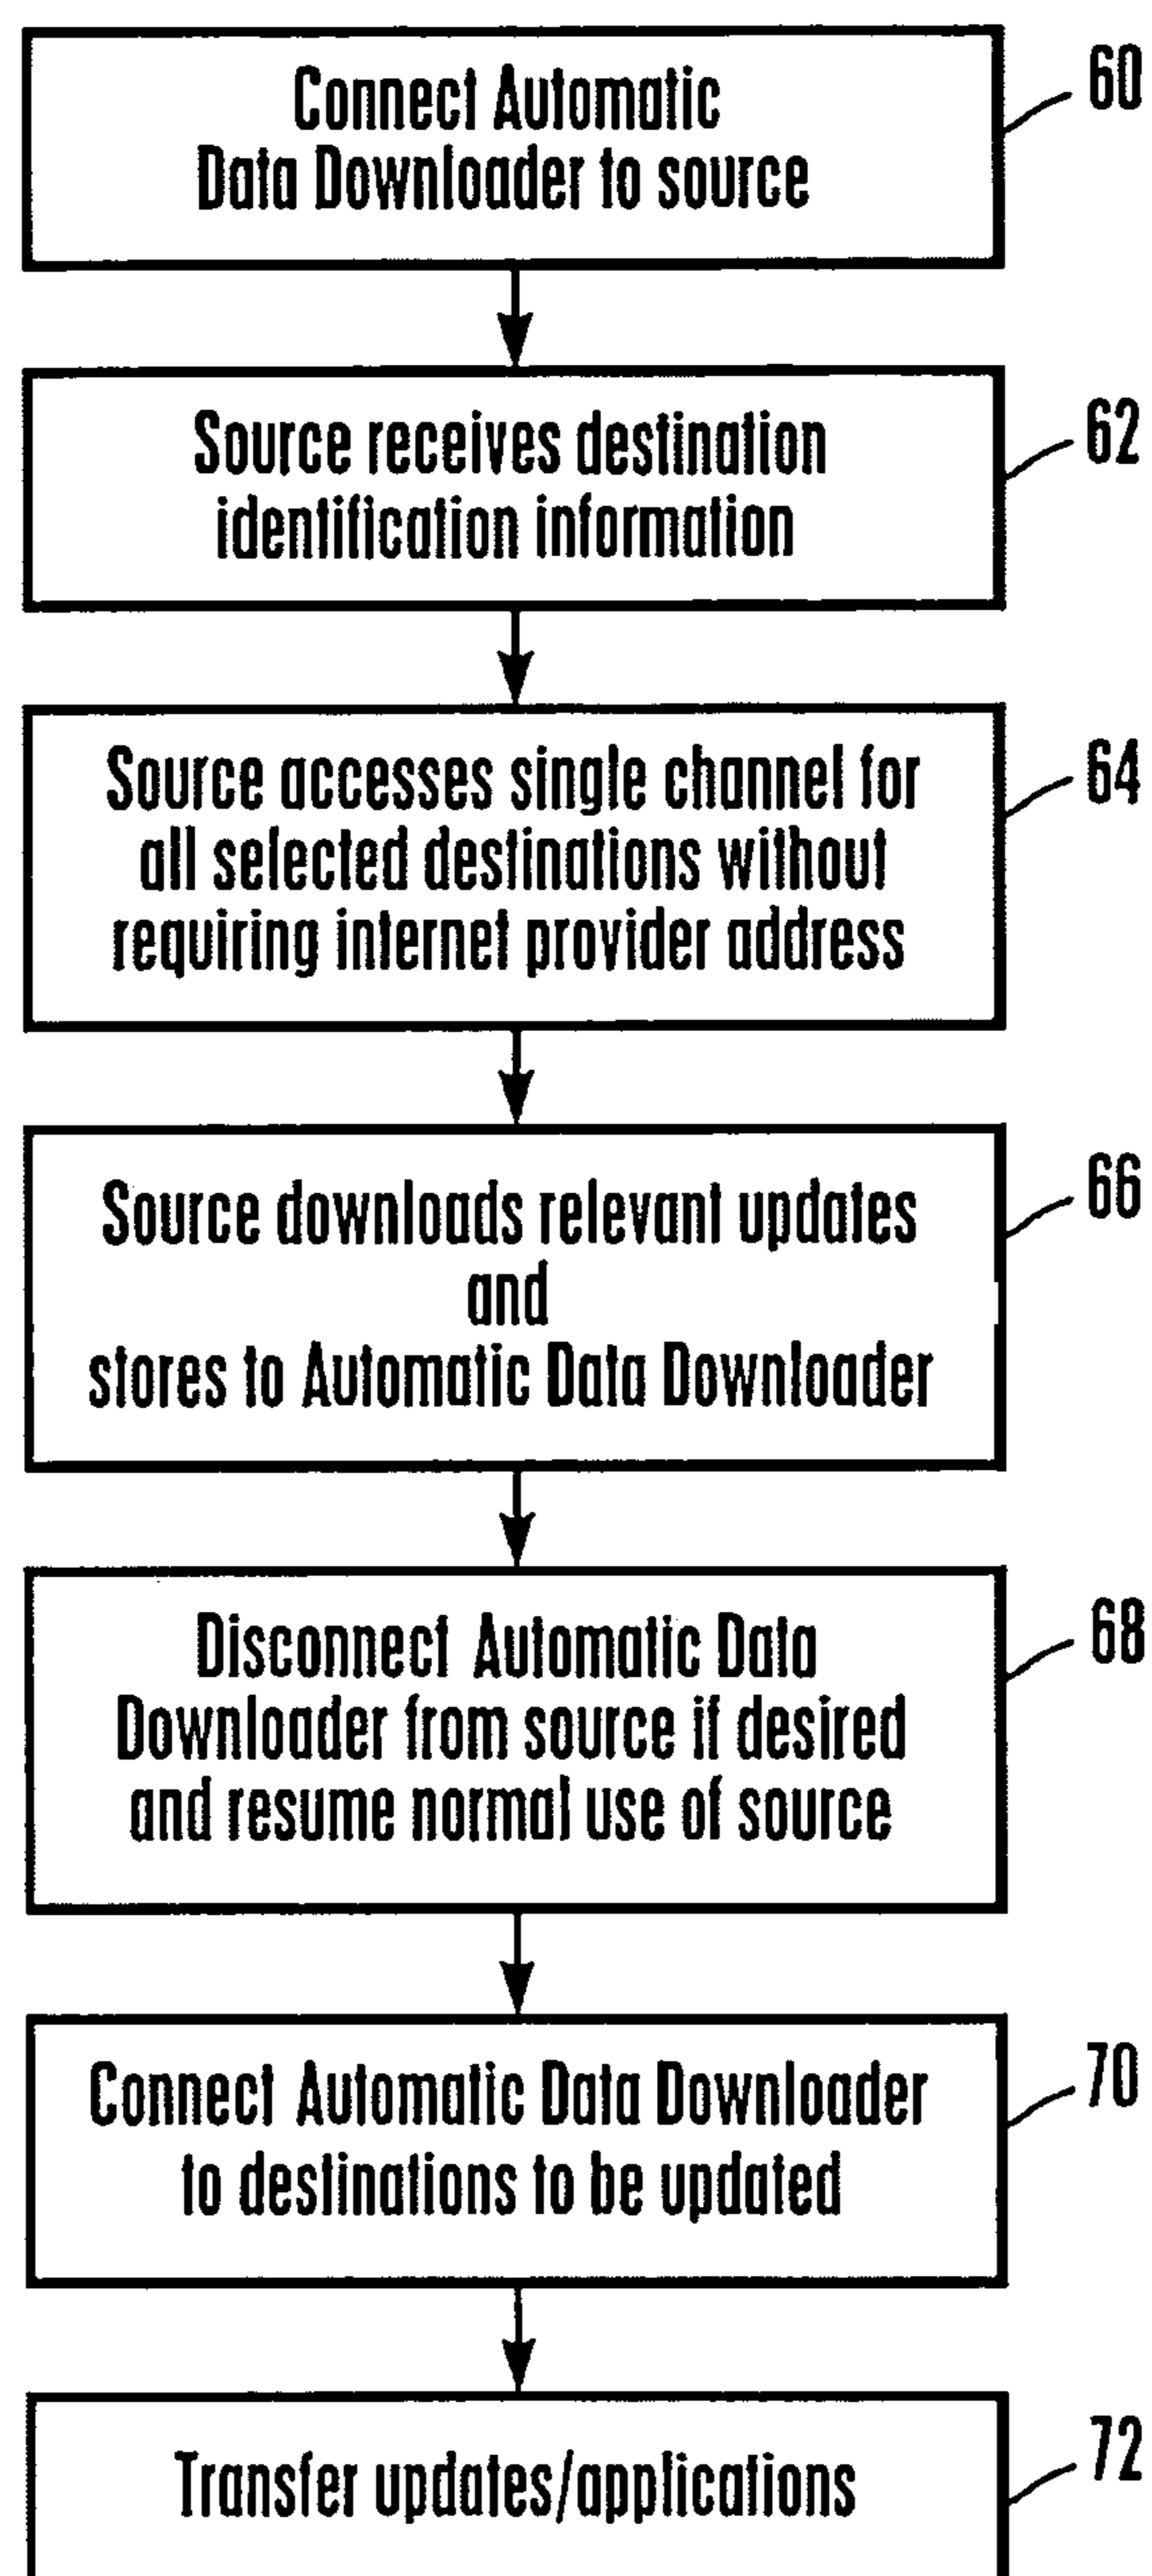 Connect Automatic
Data Downloader to source
60
Source receives destination
identification information
62
Source accesses single channel for
all selected destinations without
requiring internet provider address
64
Source downloads relevant updates
and
stores to Automatic Data Downloader
66
Disconnect Automatic Data
Downloader from source if desired
and resume normal use of source
68
Connect Automatic Data Downloader
to destinations to be updated
70
Transfer updates/applications
72